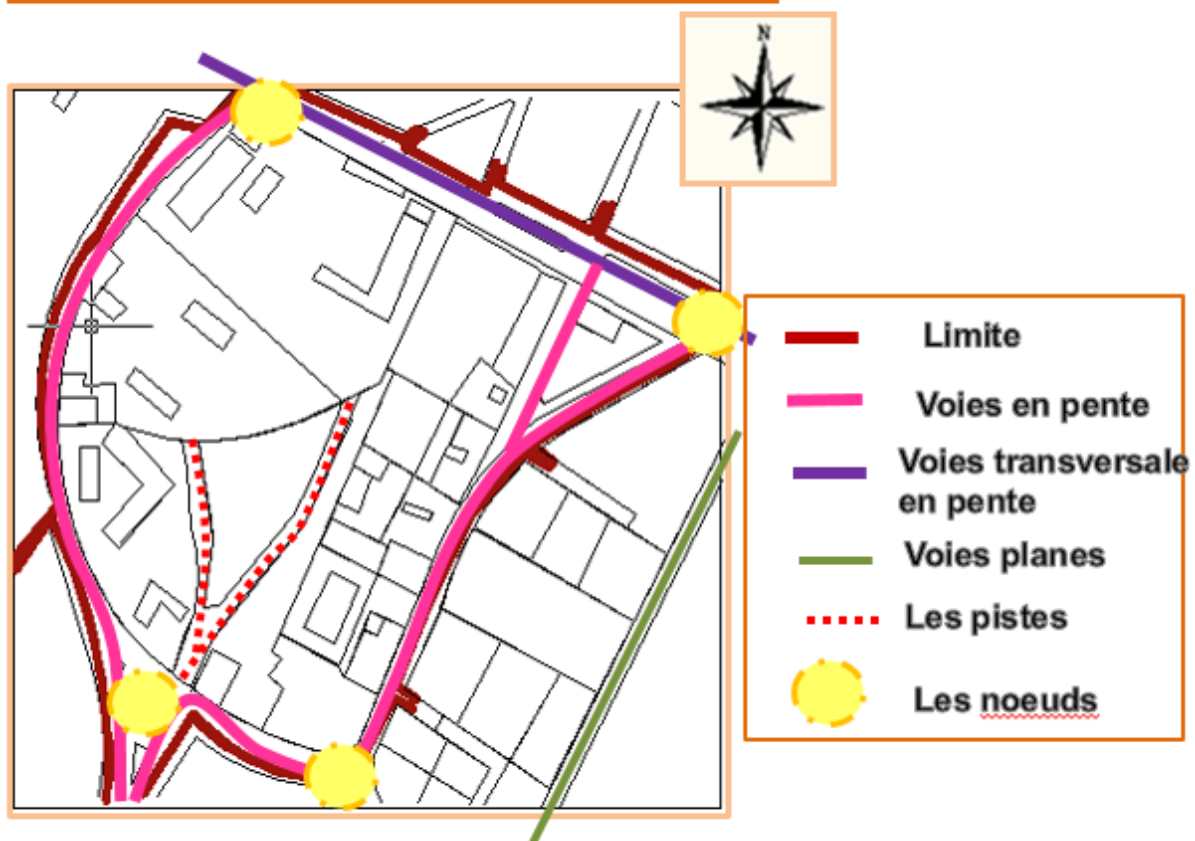 N
Limite
Voies en pente
Voies transversale
en pente
Voies planes
Les pistes
Les noeuds